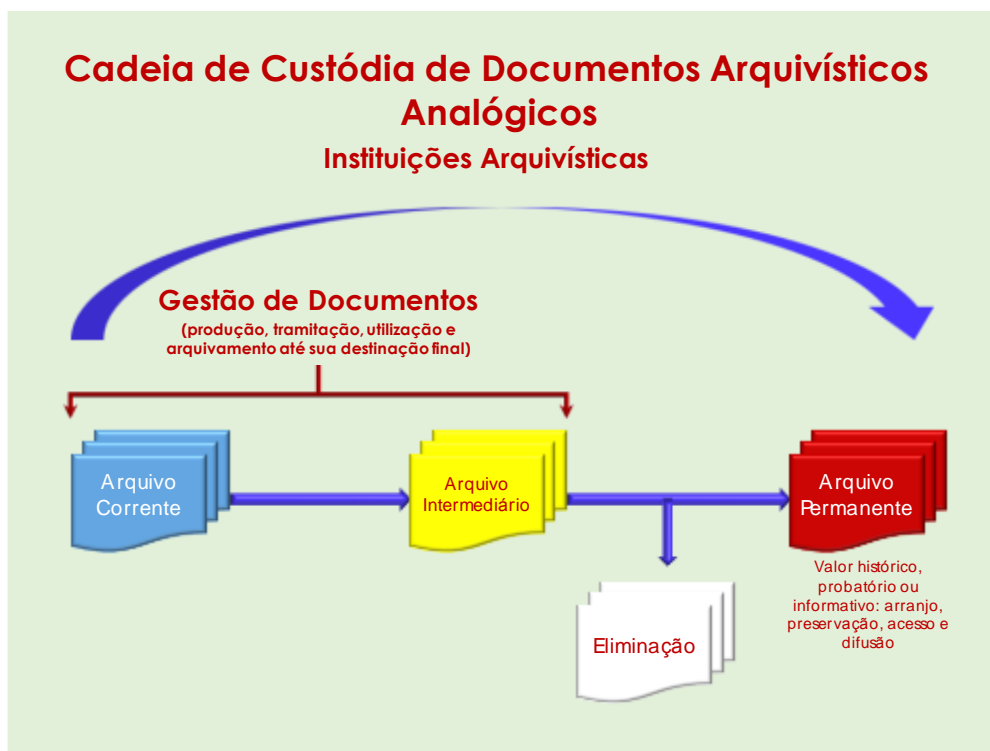 Cadeia de Custódia de Documentos Arquivísticos
Analógicos
Instituições Arquivísticas
Gestão de Documentos
(produção, tramitação, utilização e
arquivamento até sua destinação final)
Arquivo
Corrente
Arquivo
Intermediário
Arquivo
Permanente
Valor histórico,
probatório ou
informativo: arranjo,
preservação, acesso e
difusão
Eliminação